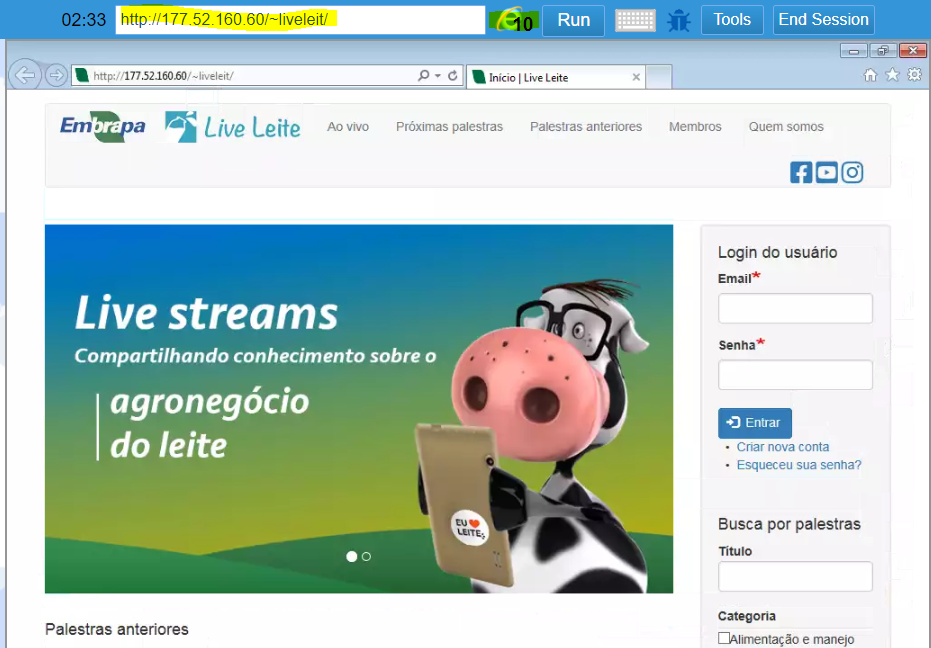 02:33 http://177.52.160.60/~liveleit/ 10 Run Tools End Session
http://177.52.160.60/~liveleit/ Início | Live Leite
Embrapa Live Leite Ao vivo Próximas palestras Palestras anteriores Membros Quem somos
Live streams
Compartilhando conhecimento sobre o
agronegócio
do leite
EU
LEITE
Login do usuário
Email*
Senha*
Entrar
• Criar nova conta
• Esqueceu sua senha?
Busca por palestras
Título
Categoria
Alimentação e manejo
Palestras anteriores